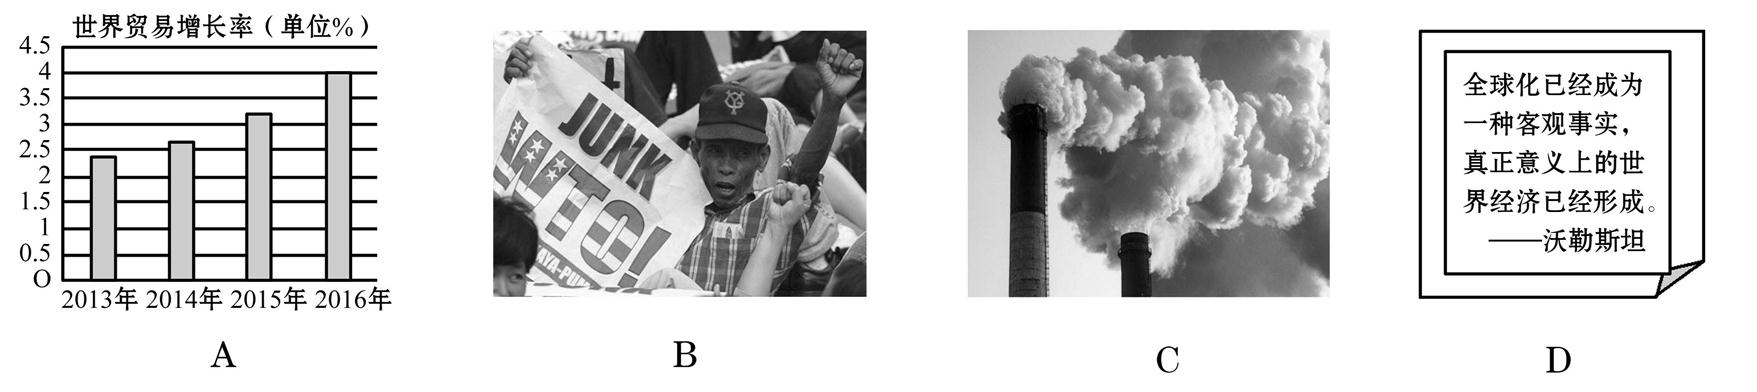 世界贸易增长率（单位%）
4.5
4
3.5
3
2.5
2
1.5
1
0.5
O
2013年 2014年 2015年 2016年
A
JUNK
WTO!
B
C
全球化已经成为
一种客观事实，
真正意义上的世
界经济已经形成。
——沃勒斯坦
D